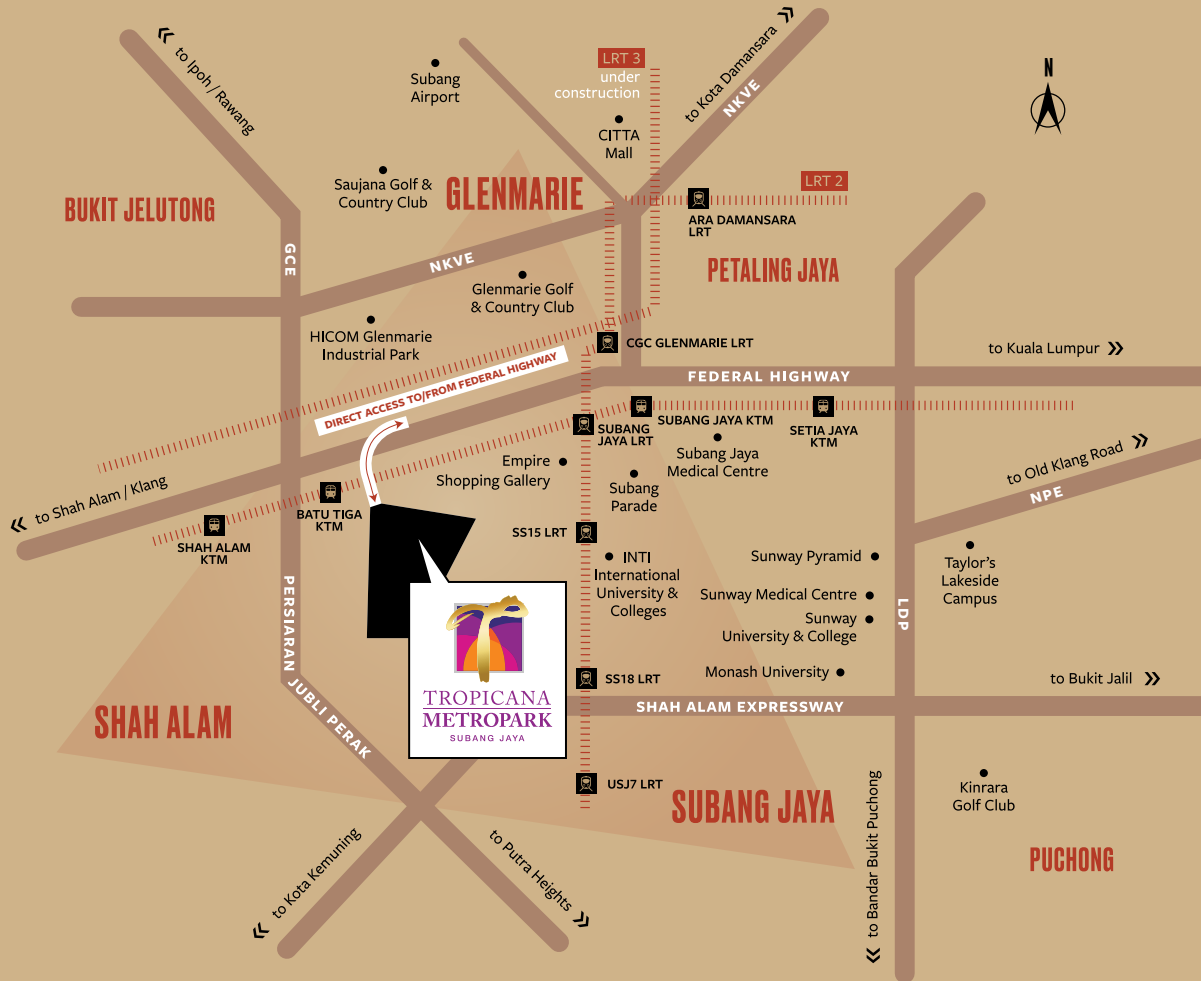 to Ipoh / Rawang
Subang
Airport
LRT 3
under
construction
to Kota Damansara
NKVE
N
CITTA
Mall
Saujana Golf &
Country Club
GLENMARIE
LRT 2
BUKIT JELUTONG
ARA DAMANSARA
LRT
GCE
NKVE
PETALING JAYA
Glenmarie Golf
& Country Club
HICOM Glenmarie
Industrial Park
CGC GLENMARIE LRT
to Kuala Lumpur
DIRECT ACCESS TO/FROM FEDERAL HIGHWAY
FEDERAL HIGHWAY
SUBANG JAYA KTM
SETIA JAYA
KTM
SUBANG
JAYA LRT
Subang Jaya
Medical Centre
to Old Klang Road
NPE
Empire
Shopping Gallery
Subang
Parade
to Shah Alam / Klang
BATU TIGA
KTM
SHAH ALAM
KTM
SS15 LRT
INTI
International
University &
Colleges
Sunway Pyramid
Taylor's
Lakeside
Campus
Sunway Medical Centre
Sunway
University & College
LDP
PERSIARAN
JUBLI PERAK
Monash University
SS18 LRT
to Bukit Jalil
TROPICANA
METROPARK
SUBANG JAYA
SHAH ALAM EXPRESSWAY
SHAH ALAM
USJ7 LRT
SUBANG JAYA
Kinrara
Golf Club
to Bandar Bukit Puchong
PUCHONG
to Kota Kemuning
to Putra Heights